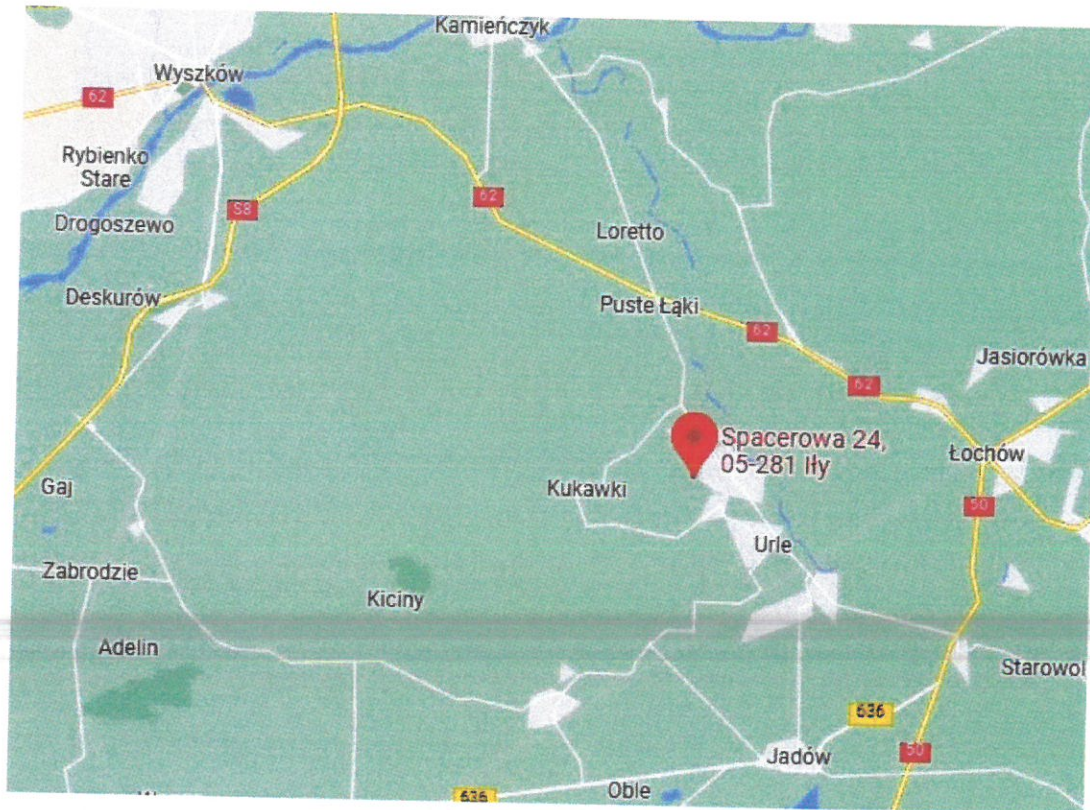 Kamieńczyk
Wyszków
62
Rybienko
Stare
S8
62
Drogoszewo
Loretto
Deskurów
Puste Łąki
62
Jasiorówka
62
Spacerowa 24,
05-281 Iły
Łochów
Gaj
Kukawki
50
Urle
Zabrodzie
Kiciny
Adelin
Starowol
636
50
Jadów
636
Oble